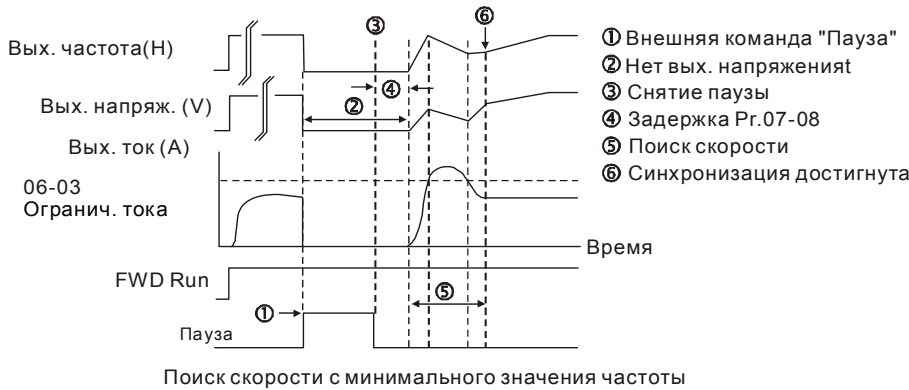 Вых. частота(H)
Вых. напряж. (V)
Вых. ток (A)
06-03
Огранич. тока
FWD Run
Пауза
①
②
③
④
⑤
⑥
Время
① Внешняя команда "Пауза"
② Нет вых. напряженияt
③ Снятие паузы
④ Задержка Pr.07-08
⑤ Поиск скорости
⑥ Синхронизация достигнута
Поиск скорости с минимального значения частоты